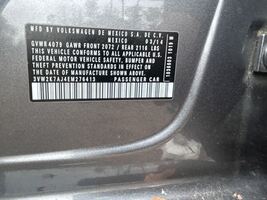 MFD BY VOLKSWAGEN DE MEXICO S.A. DE C.V.
MEXICO 03/14
GVWR 4079 GAWR FRONT 2072 / REAR 2116 LBS
THIS VEHICLE CONFORMS TO ALL APPLICABLE U.S.
FEDERAL MOTOR VEHICLE SAFETY, BUMPER AND
THEFT PREVENTION STANDARDS IN EFFECT ON THE
DATE OF MANUFACTURE SHOWN ABOVE
PASSENGER CAR